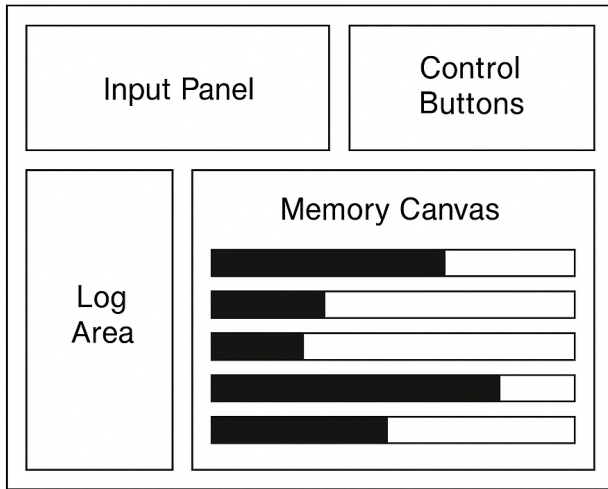 Input Panel
Control
Buttons
Log
Area
Memory Canvas